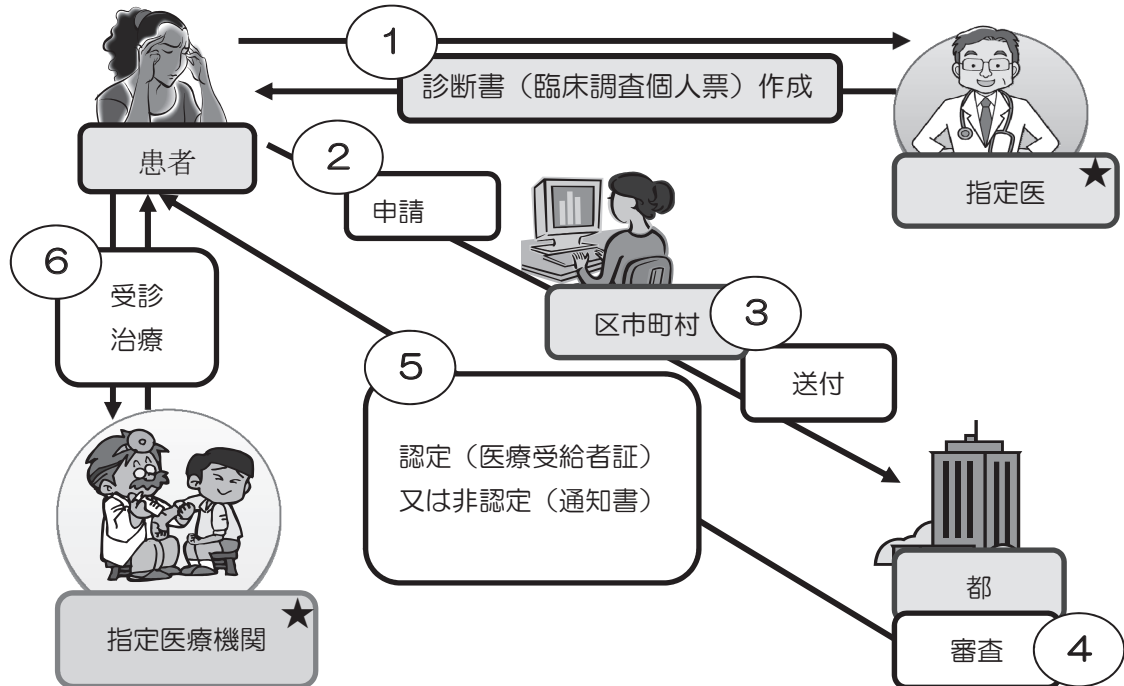 1
診断書（臨床調査個人票）作成
患者
指定医
★
2
申請
区市町村
3
送付
6
受診
治療
5
認定（医療受給者証）
又は非認定（通知書）
都
審査
4
指定医療機関
★